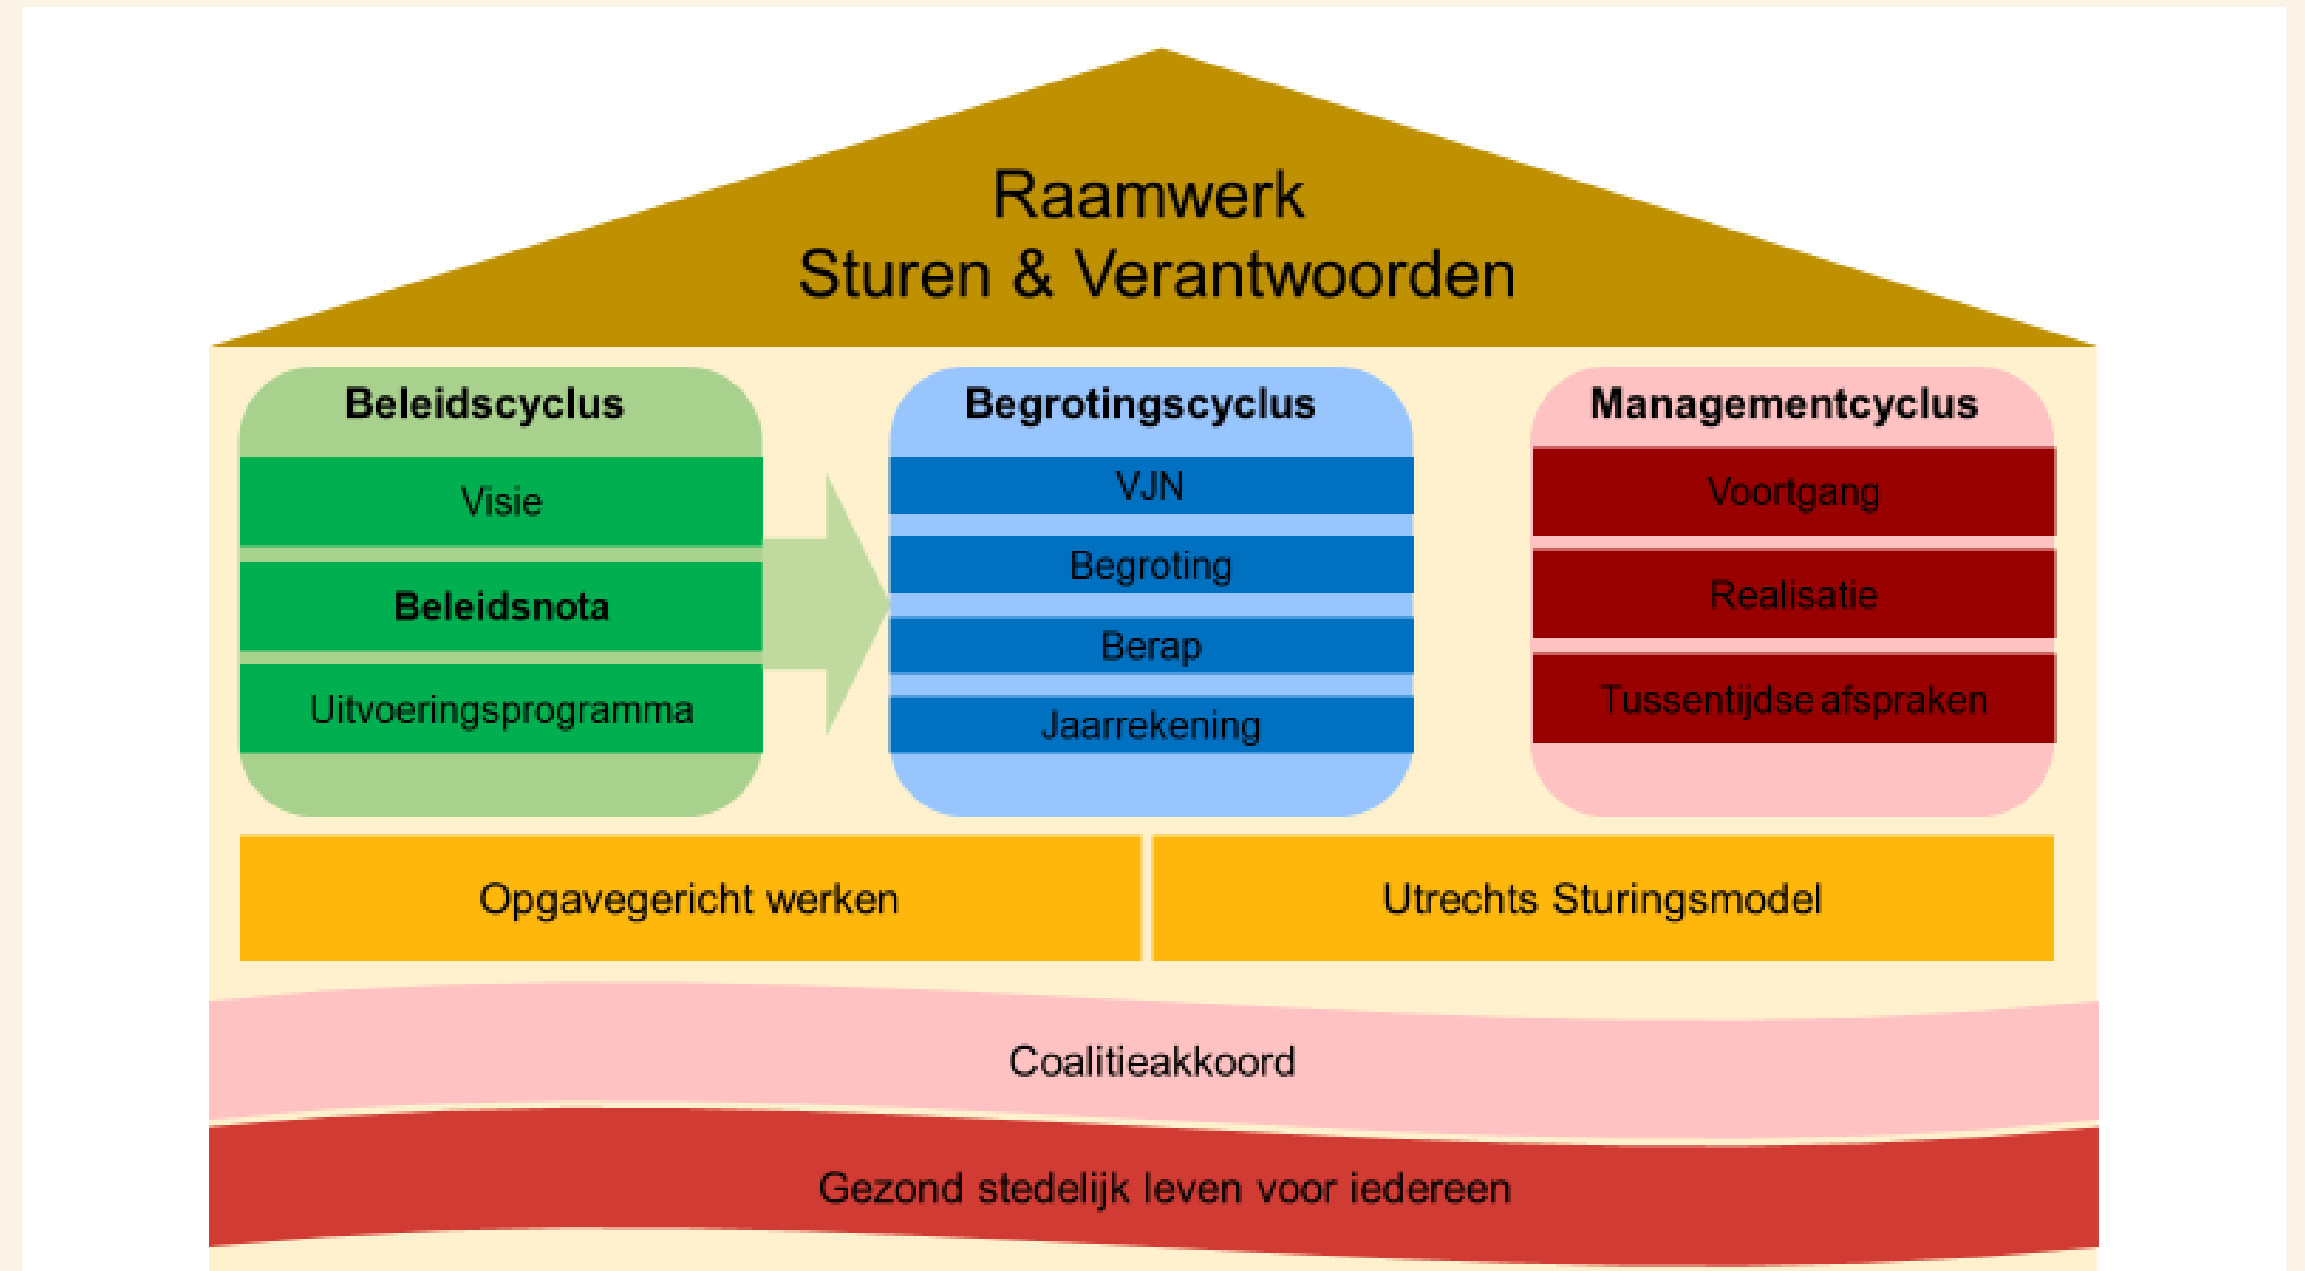 Raamwerk
Sturen & Verantwoorden
Beleidscyclus
Visie
Beleidsnota
Uitvoeringsprogramma
Begrotingscyclus
VJN
Begroting
Berap
Jaarrekening
Managementcyclus
Voortgang
Realisatie
Tussentijdse afspraken
Opgavegericht werken
Utrechts Sturingsmodel
Coalitieakkoord
Gezond stedelijk leven voor iedereen